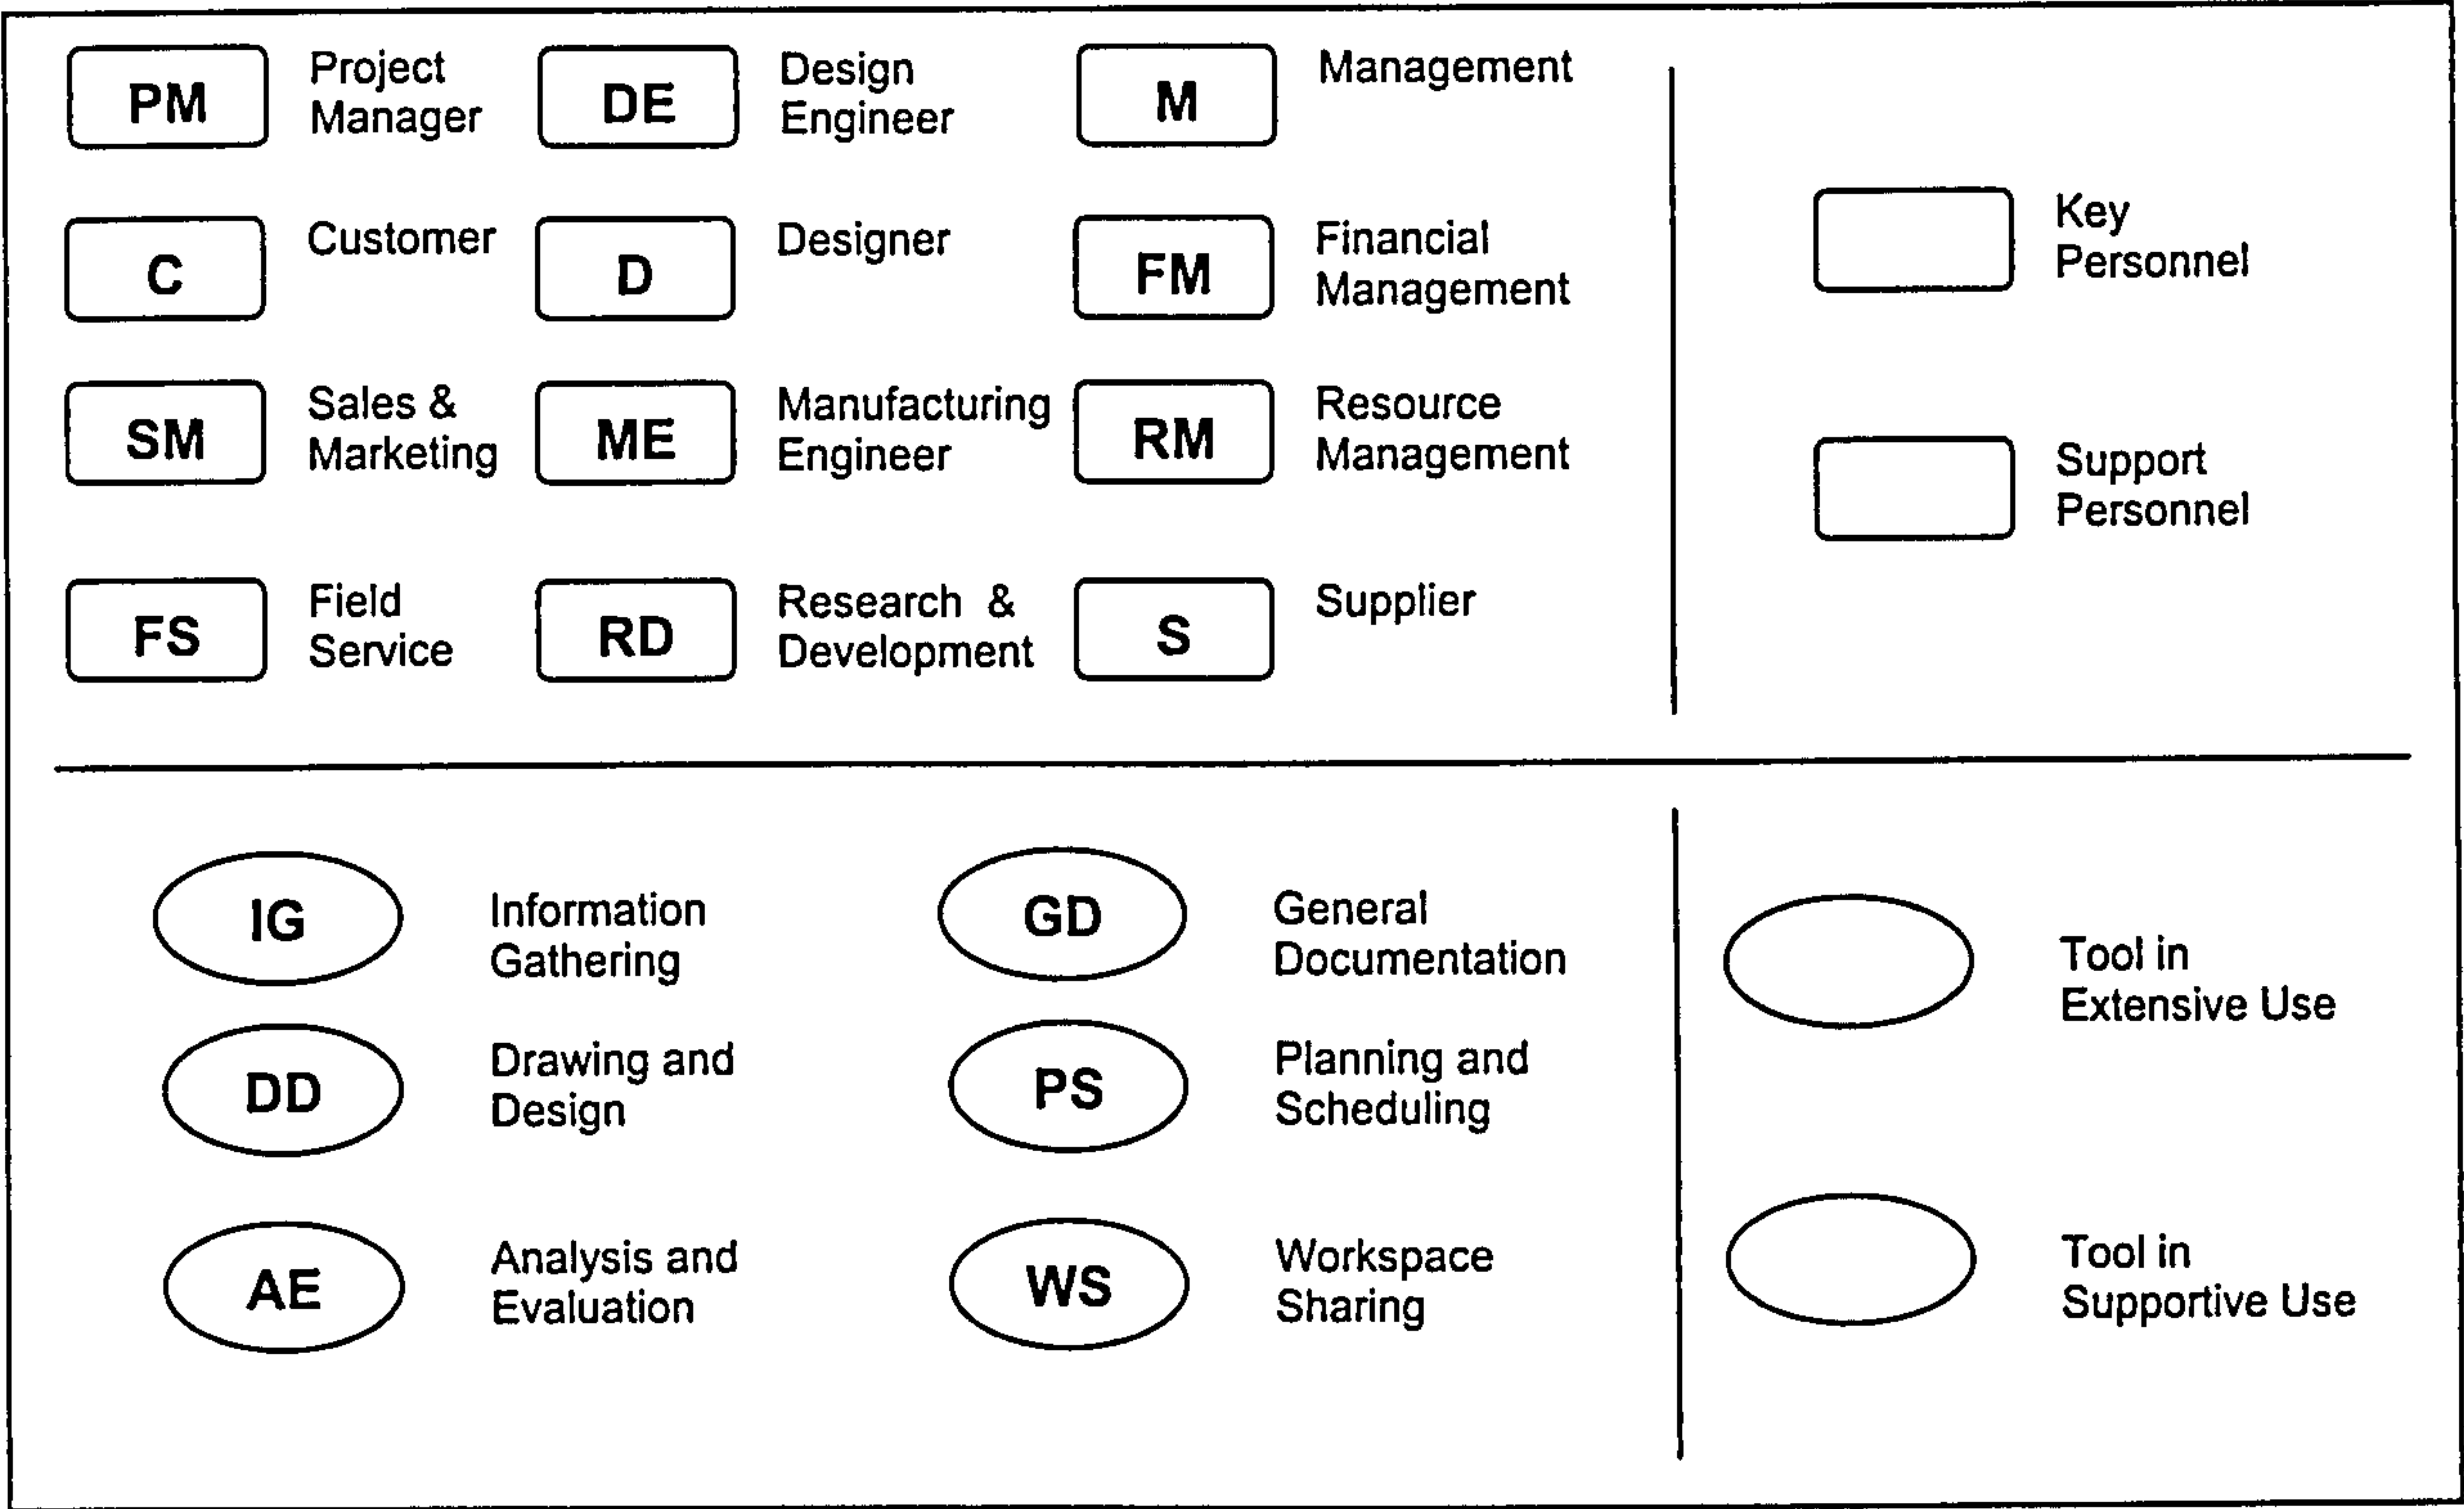 PM
Project
Manager
DE
Design
Engineer
M
Management
C
Customer
D
Designer
FM
Financial
Management
SM
Sales &
Marketing
ME
Manufacturing
Engineer
RM
Resource
Management
FS
Field
Service
RD
Research &
Development
S
Supplier
Key
Personnel
Support
Personnel
IG
Information
Gathering
GD
General
Documentation
DD
Drawing and
Design
PS
Planning and
Scheduling
AE
Analysis and
Evaluation
WS
Workspace
Sharing
Tool in
Extensive Use
Tool in
Supportive Use